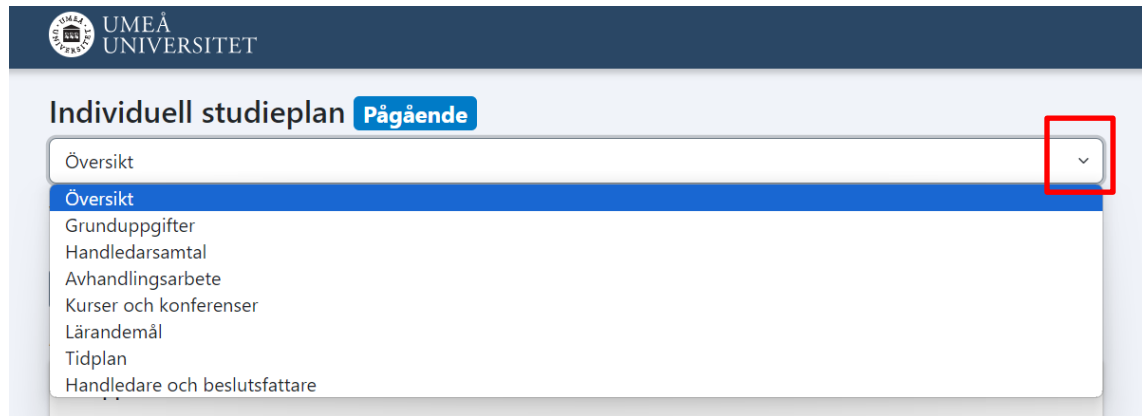 UMEÅ
UNIVERSITET
Individuell studieplan Pågående
Översikt
Översikt
Grunduppgifter
Handledarsamtal
Avhandlingsarbete
Kurser och konferenser
Lärandemål
Tidplan
Handledare och beslutsfattare